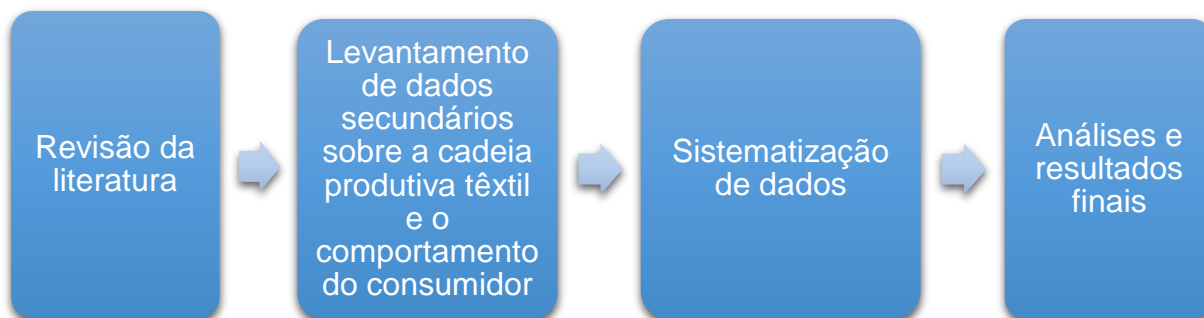 Revisão da
literatura
Levantamento
de dados
secundários
sobre a cadeia
produtiva têxtil
e o
comportamento
do consumidor
Sistematização
de dados
Análises e
resultados
finais